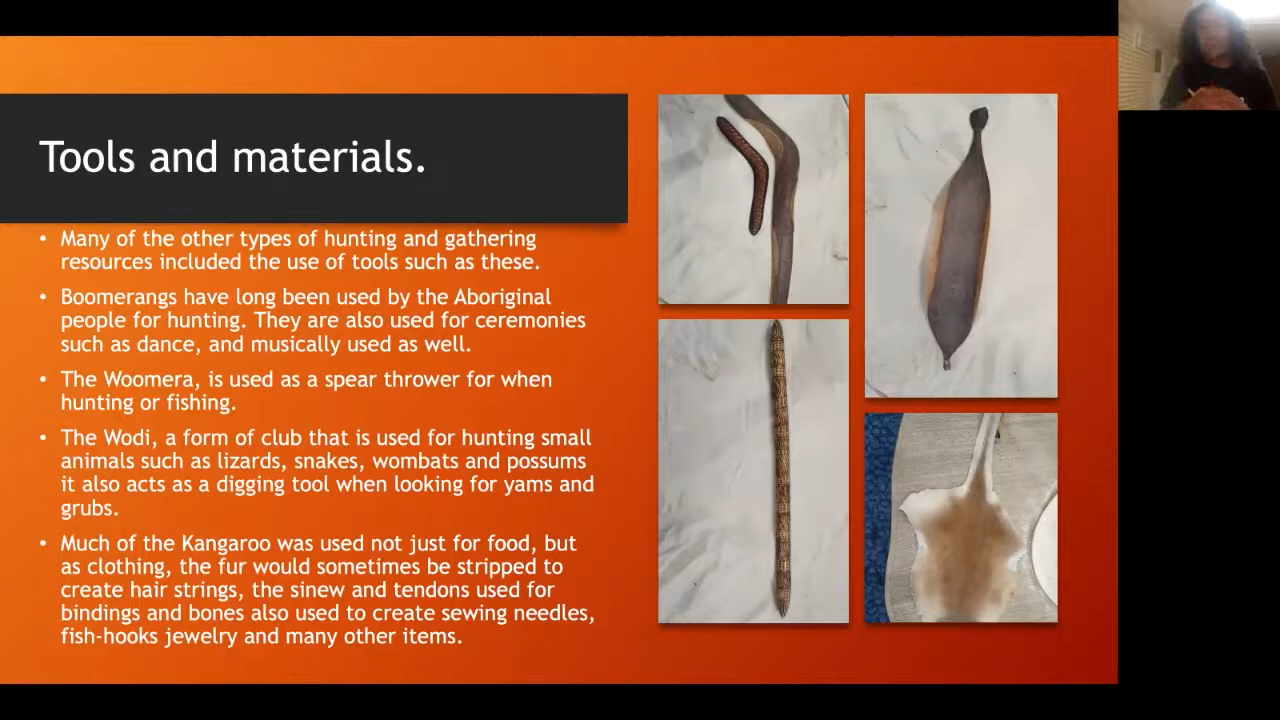 Tools and materials.
• Many of the other types of hunting and gathering
resources included the use of tools such as these.
• Boomerangs have long been used by the Aboriginal
people for hunting. They are also used for ceremonies
such as dance, and musically used as well.
• The Woomera, is used as a spear thrower for when
hunting or fishing.
• The Wodi, a form of club that is used for hunting small
animals such as lizards, snakes, wombats and possums
it also acts as a digging tool when looking for yams and
grubs.
• Much of the Kangaroo was used not just for food, but
as clothing, the fur would sometimes be stripped to
create hair strings, the sinew and tendons used for
bindings and bones also used to create sewing needles,
fish-hooks jewelry and many other items.